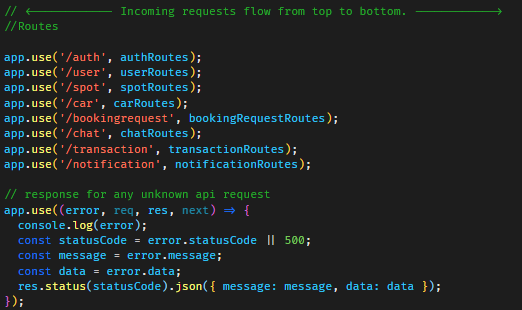 // <------------ Incoming requests flow from top to bottom. ------------>
//Routes
app.use('/auth', authRoutes);
app.use('/user', userRoutes);
app.use('/spot', spotRoutes);
app.use('/car', carRoutes);
app.use('/bookingrequest', bookingRequestRoutes);
app.use('/chat', chatRoutes);
app.use('/transaction', transactionRoutes);
app.use('/notification', notificationRoutes);
// response for any unknown api request
app.use((error, req, res, next) => {
  console.log(error);
  const statusCode = error.statusCode || 500;
  const message = error.message;
  const data = error.data;
  res.status(statusCode).json({ message: message, data: data });
});